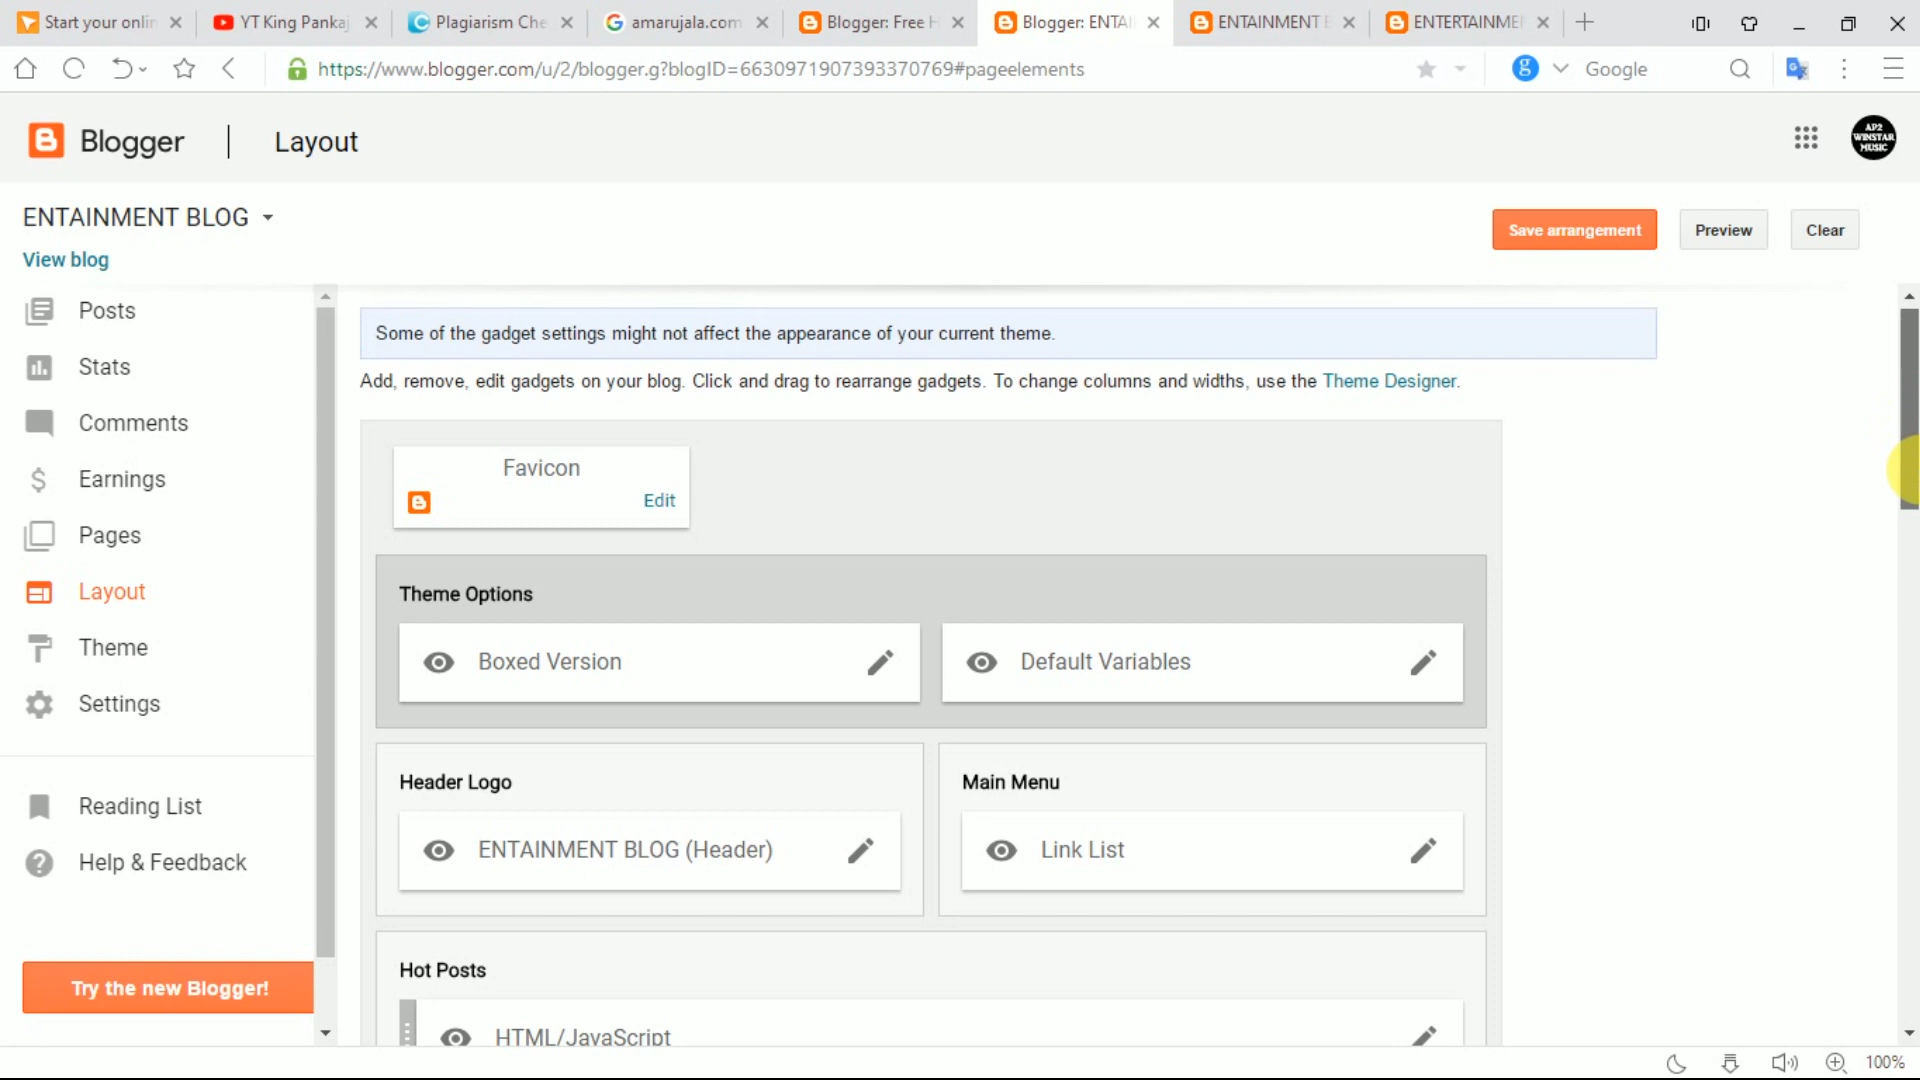 Start your onlin
YT King Pankaj
Plagiarism Che
amarujala.com
Blogger: Free H
Blogger: ENTAI
ENTAINMENT B
ENTERTAINME
https://www.blogger.com/u/2/blogger.g?blogID=6630971907393370769#pageelements
Google
Blogger | Layout
AP2
WINSTAR
MUSIC
ENTAINMENT BLOG
View blog
Save arrangement
Preview
Clear
Posts
Stats
Comments
Earnings
Pages
Layout
Theme
Settings
Reading List
Help & Feedback
Try the new Blogger!
Some of the gadget settings might not affect the appearance of your current theme.
Add, remove, edit gadgets on your blog. Click and drag to rearrange gadgets. To change columns and widths, use the Theme Designer.
Favicon
Edit
Theme Options
Boxed Version
Default Variables
Header Logo
ENTAINMENT BLOG (Header)
Main Menu
Link List
Hot Posts
HTML/JavaScript
100%